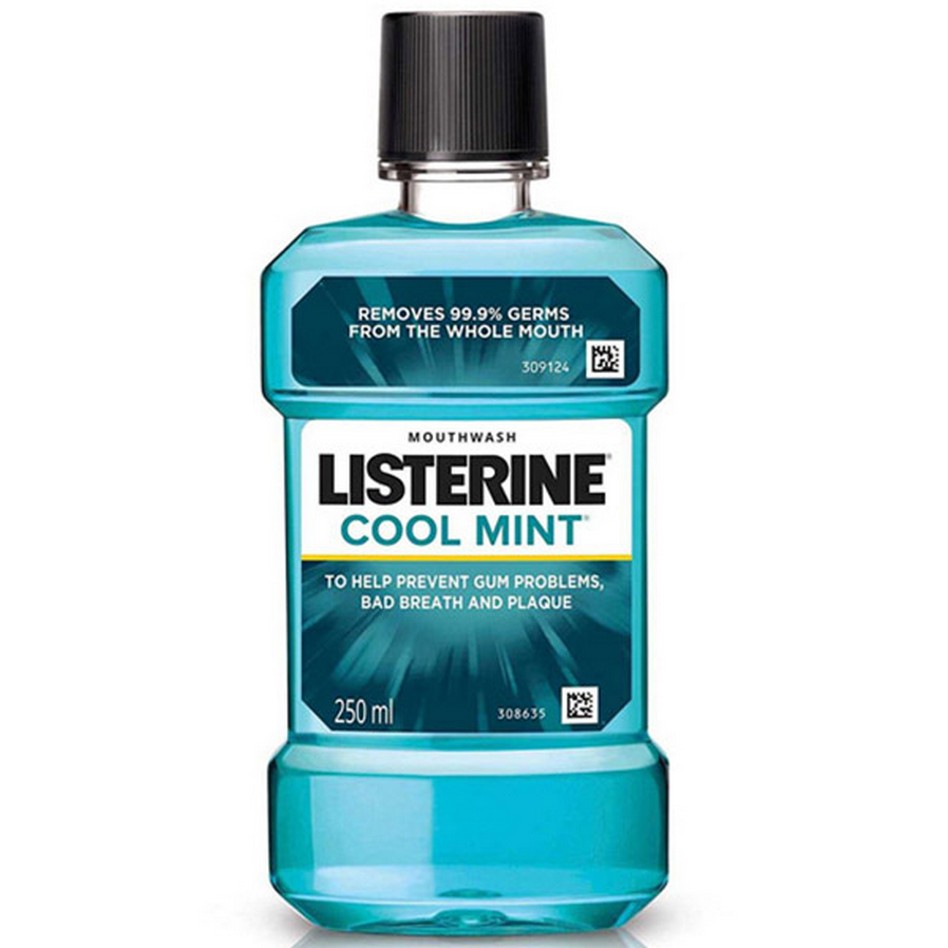 REMOVES 99.9% GERMS
FROM THE WHOLE MOUTH
309124
MOUTHWASH
LISTERINE®
COOL MINT®
TO HELP PREVENT GUM PROBLEMS,
BAD BREATH AND PLAQUE
250 ml
308635